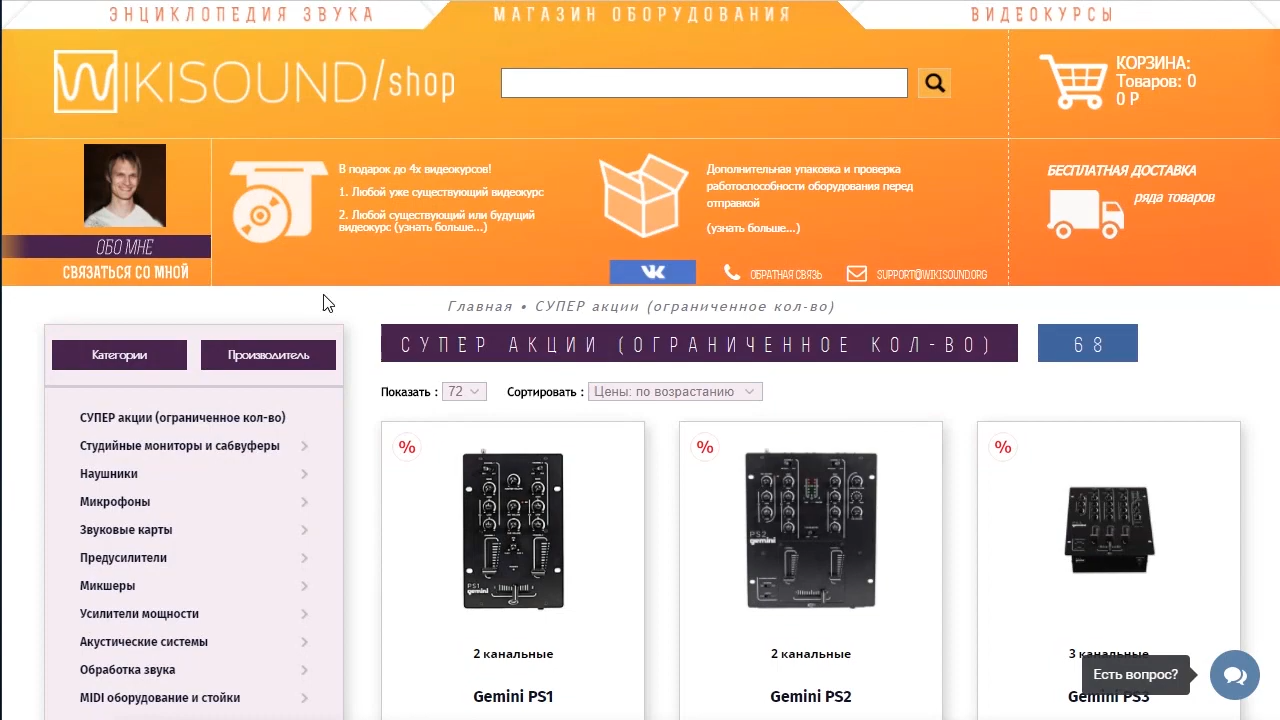 ЭНЦИКЛОПЕДИЯ ЗВУКА
МАГАЗИН ОБОРУДОВАНИЯ
ВИДЕОКУРСЫ
WIKISOUND/shop
КОРЗИНА:
Товаров: 0
0 Р
В подарок до 4х видеокурсов!
1. Любой уже существующий видеокурс
2. Любой существующий или будущий
видеокурс (узнать больше...)
Дополнительная упаковка и проверка
работоспособности оборудования перед
отправкой
(узнать больше...)
БЕСПЛАТНАЯ ДОСТАВКА
ряда товаров
ОБО МНЕ
СВЯЗАТЬСЯ СО МНОЙ
ОБРАТНАЯ СВЯЗЬ
SUPPORT@WIKISOUND.ORG
Главная • СУПЕР акции (ограниченное кол-во)
Категории
Производитель
СУПЕР акции (ограниченное кол-во)
Студийные мониторы и сабвуферы
Наушники
Микрофоны
Звуковые карты
Предусилители
Микшеры
Усилители мощности
Акустические системы
Обработка звука
MIDI оборудование и стойки
СУПЕР АКЦИИ (ОГРАНИЧЕННОЕ КОЛ-ВО)
68
Показать : 72
Сортировать : Цены: по возрастанию
%
PS1
gemini
2 канальные
Gemini PS1
%
PS2
gemini
2 канальные
Gemini PS2
%
3 канальные
Gemini PS3
Есть вопрос?